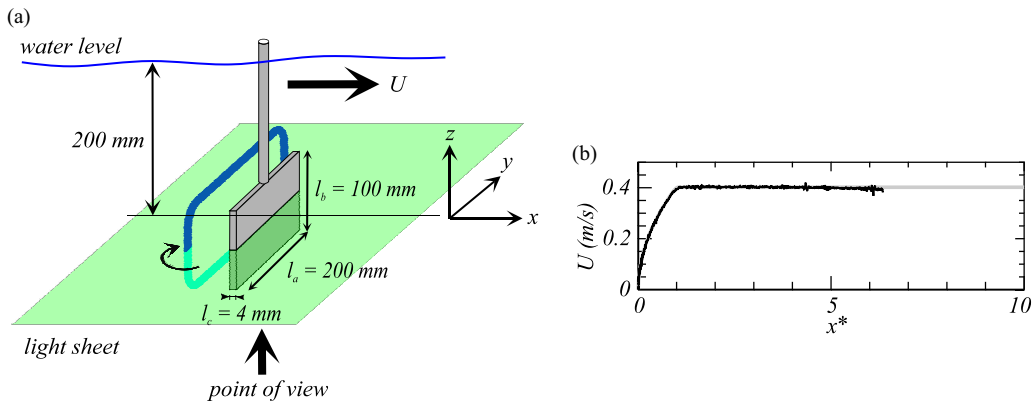 (a)
water level
U
200 mm
l_b = 100 mm
z
y
x
l_a = 200 mm
l_c = 4 mm
light sheet
point of view
(b)
U (m/s)
0.4
0.2
0
0
5
10
x*